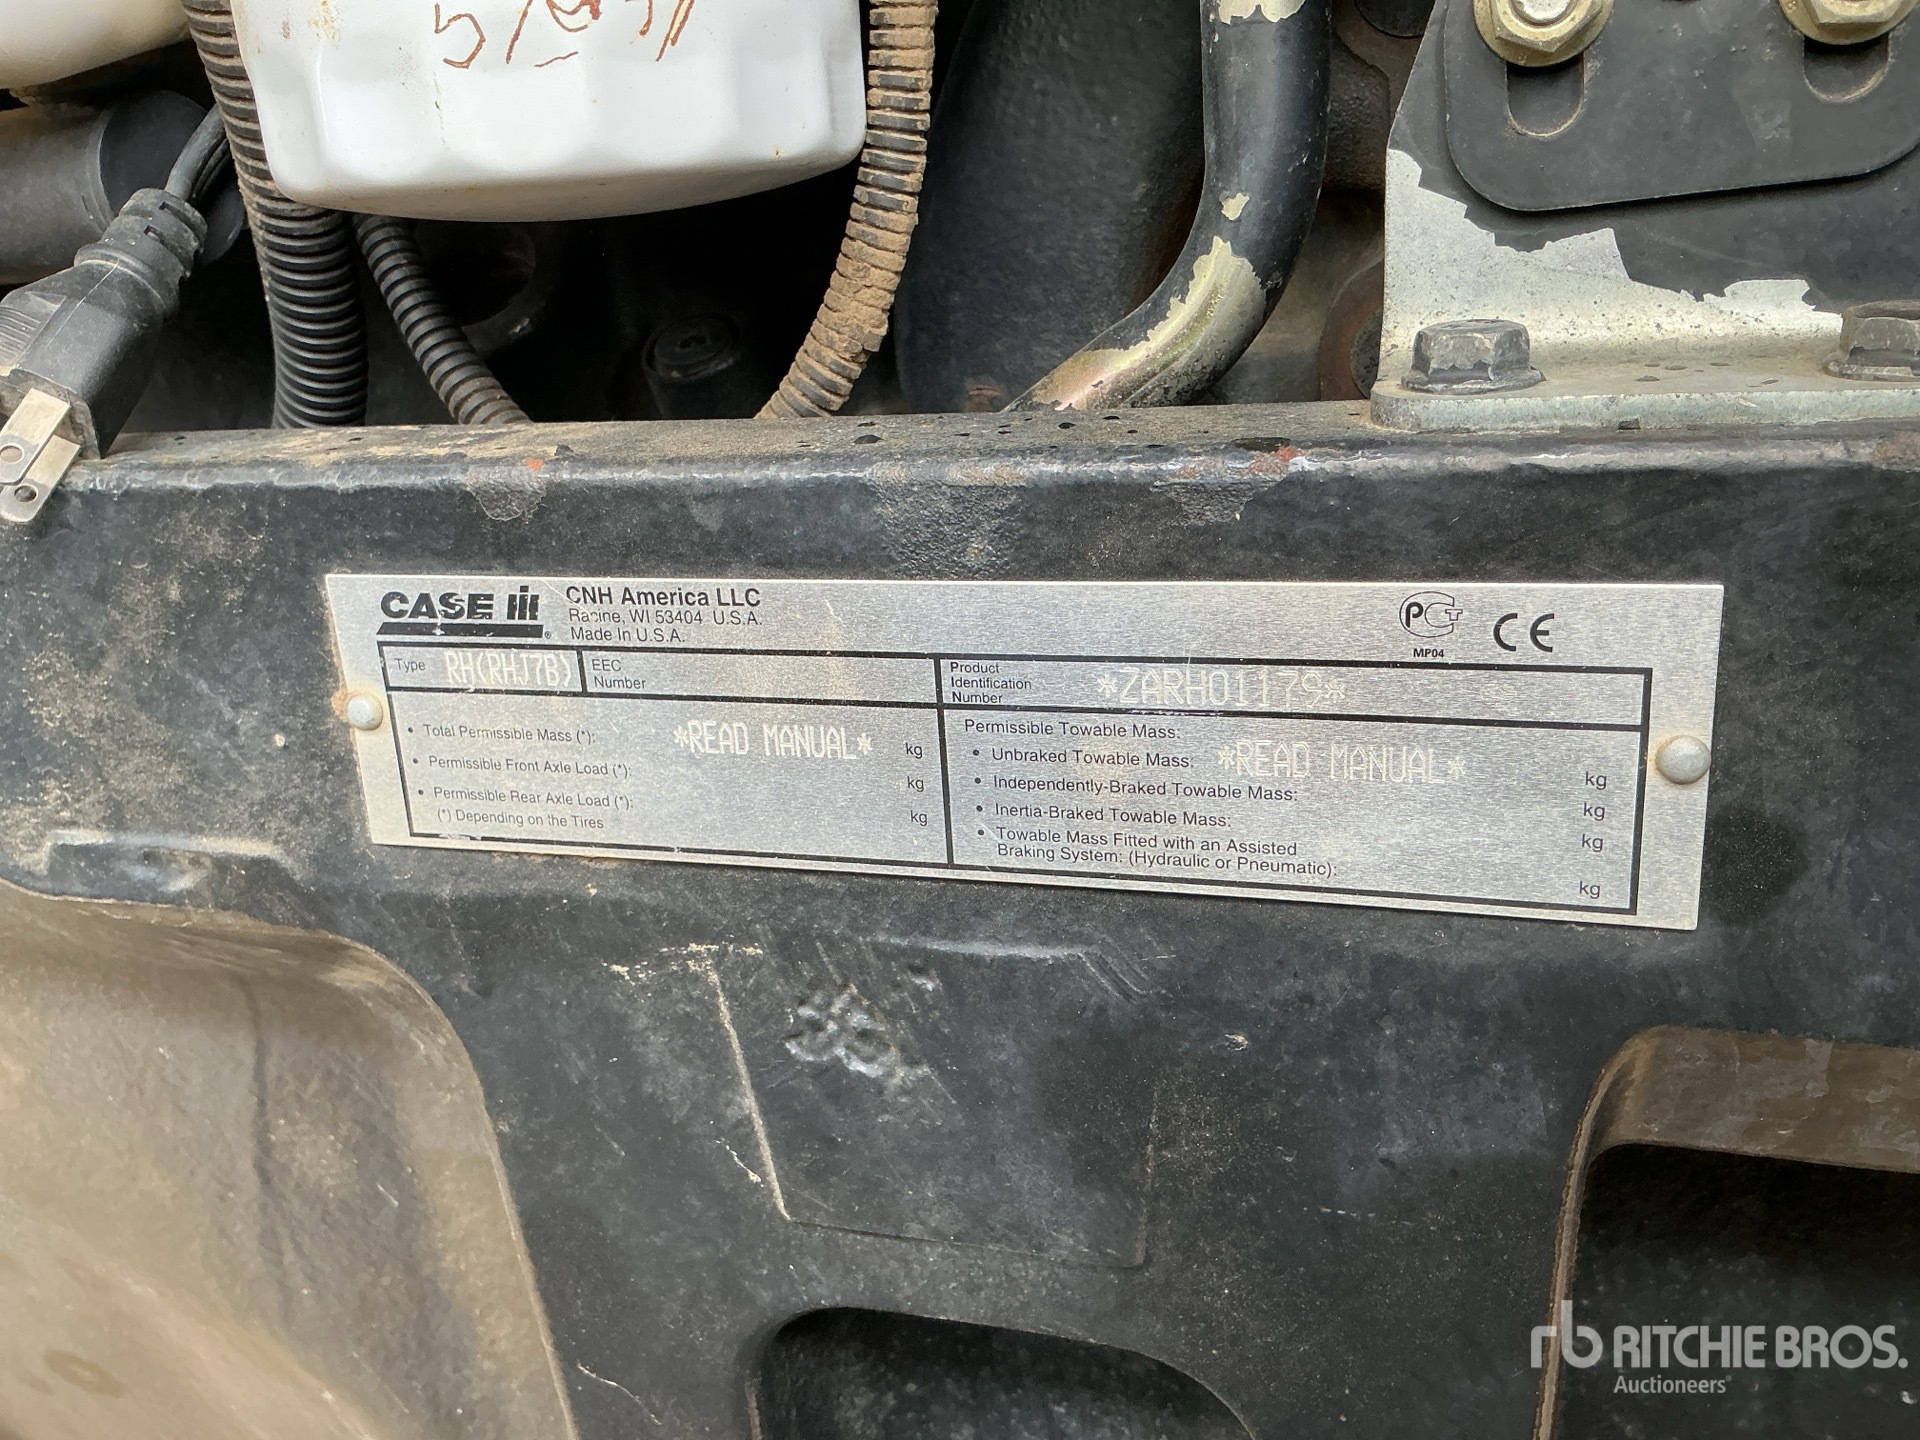 CASE IH
CNH America LLC
Racine, WI 53404 U.S.A.
Made In U.S.A.
PCT
MP04
CE
Type RH(RHJ7B)
EEC
Number
Product
Identification
Number
*ZARH01179*
• Total Permissible Mass (*): *READ MANUAL* kg
• Permissible Front Axle Load (*): kg
• Permissible Rear Axle Load (*): kg
(*) Depending on the Tires
Permissible Towable Mass:
• Unbraked Towable Mass: *READ MANUAL* kg
• Independently-Braked Towable Mass: kg
• Inertia-Braked Towable Mass: kg
• Towable Mass Fitted with an Assisted
Braking System: (Hydraulic or Pneumatic): kg
rb RITCHIE BROS.
Auctioneers